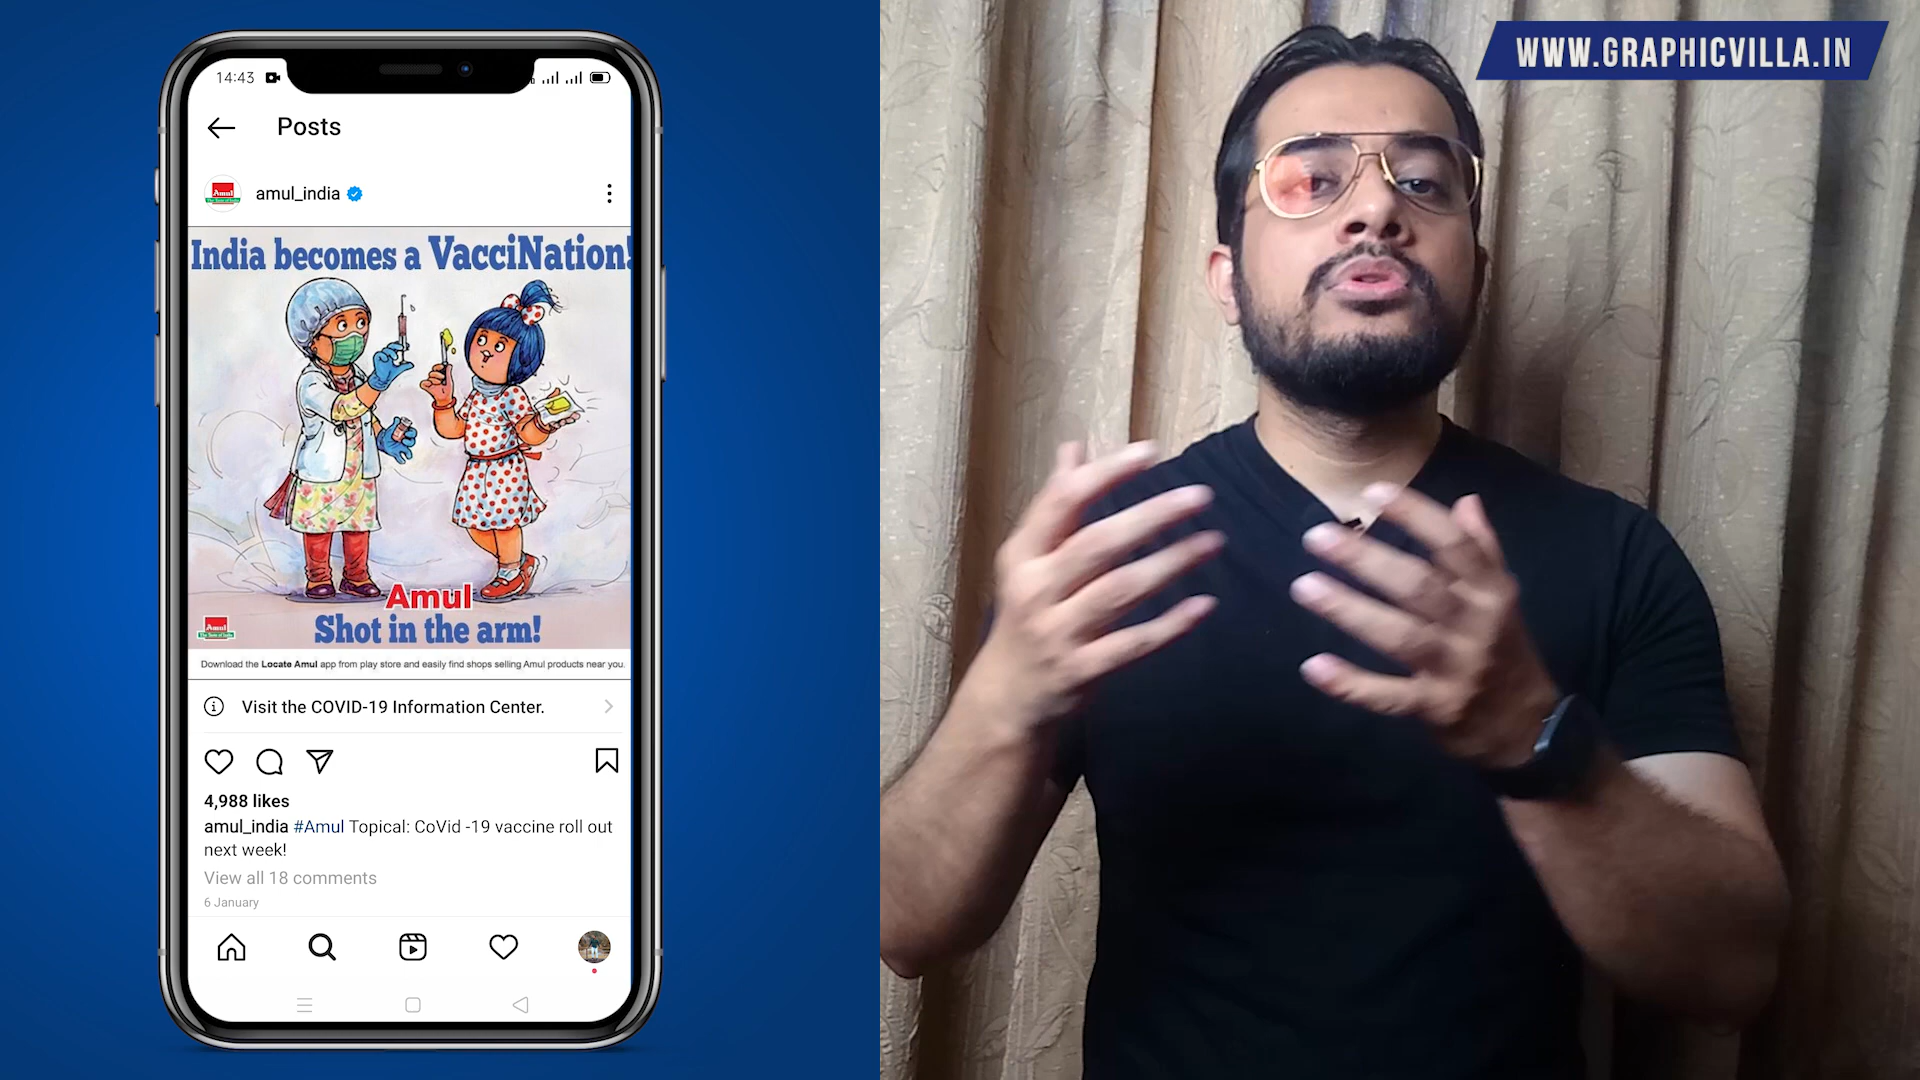 WWW.GRAPHICVILLA.IN
14:43
Posts
amul_india
India becomes a VacciNation!
Amul
Shot in the arm!
Amul
Download the Locate Amul app from play store and easily find shops selling Amul products near you.
Visit the COVID-19 Information Center.
4,988 likes
amul_india #Amul Topical: CoVid -19 vaccine roll out
next week!
View all 18 comments
6 January